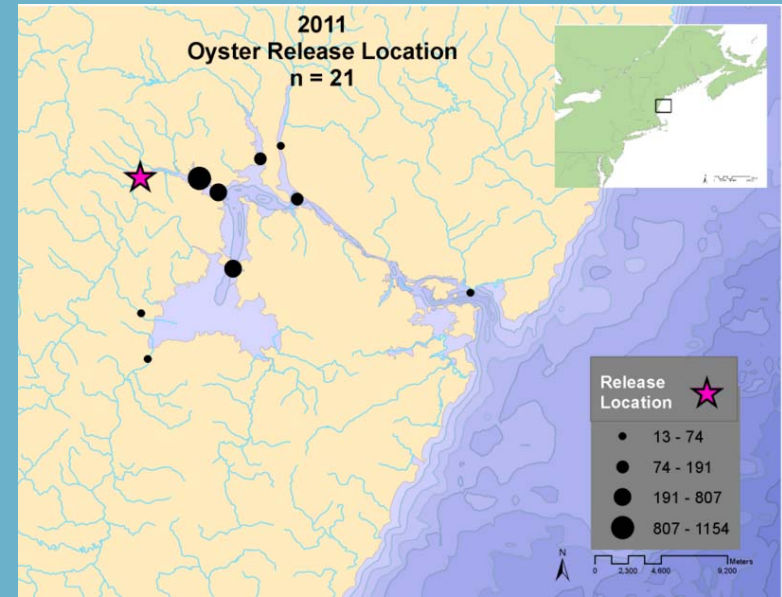 2011
Oyster Release Location
n = 21
Release
Location
13 - 74
74 - 191
191 - 807
807 - 1154
N
Meters
0 2,300 4,600 9,200